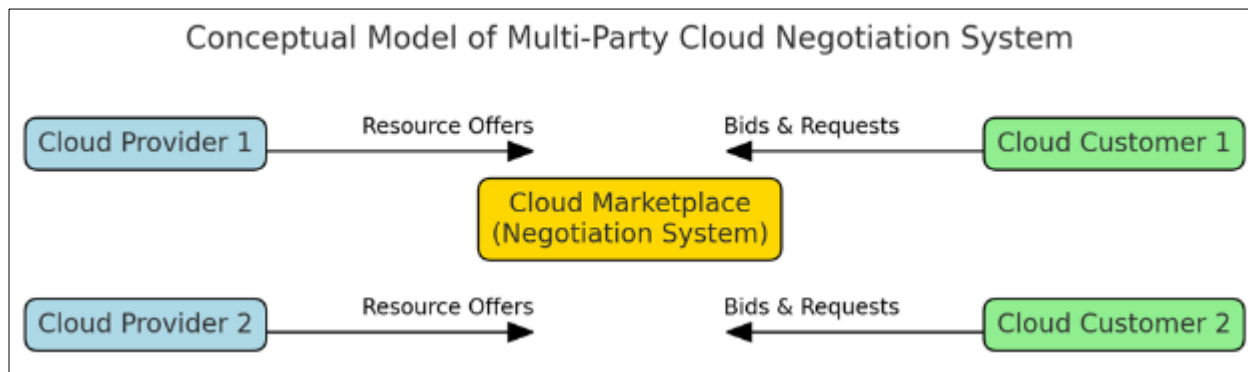 Conceptual Model of Multi-Party Cloud Negotiation System
Cloud Provider 1
Resource Offers
Bids & Requests
Cloud Customer 1
Cloud Marketplace
(Negotiation System)
Cloud Provider 2
Resource Offers
Bids & Requests
Cloud Customer 2